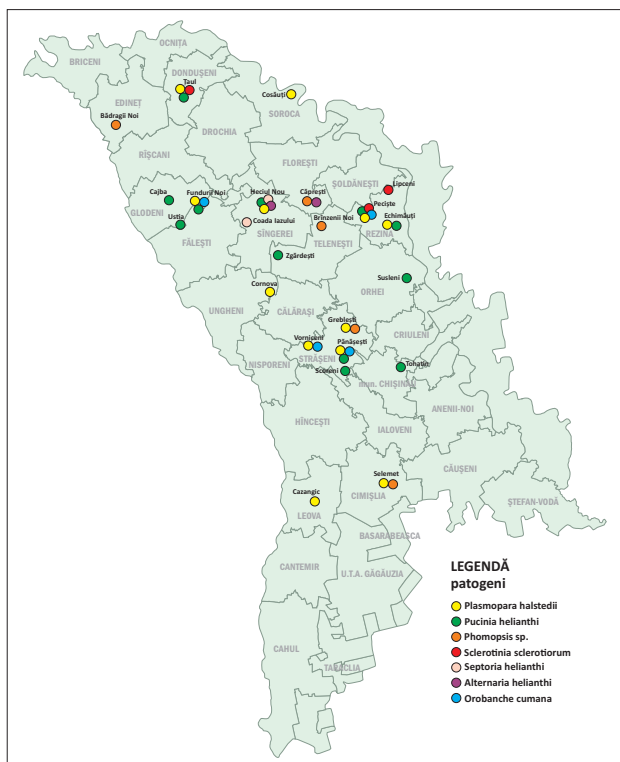 OCNIȚA
BRICENI
DONDUȘENI
Taul
EDINEȚ
Cosăuți
SOROCA
Bădragii Noi
DROCHIA
RÎȘCANI
FLOREȘTI
ȘOLDĂNEȘTI
Lipceni
Cajba
Fundurii Noi
Heciul Nou
Căprești
Peciște
GLODENI
Ustia
Coada Iazului
Brînzenii Noi
Echimăuți
SÎNGEREI
TELENEȘTI
REZINA
FĂLEȘTI
Zgărdești
Susleni
Cornova
ORHEI
UNGHENI
CĂLĂRAȘI
Greblești
CRIULENI
Vorniceni
Pănășești
STRĂȘENI
NISPORENI
Scoreni
Tohatin
mun. CHIȘINĂU
ANENII-NOI
HÎNCEȘTI
IALOVENI
CĂUȘENI
Selemet
Cazangic
CIMIȘLIA
ȘTEFAN-VODĂ
LEOVA
BASARABEASCA
CANTEMIR
U.T.A. GĂGĂUZIA
CAHUL
TARACLIA
LEGENDĂ
patogeni
Plasmopara halstedii
Pucinia helianthi
Phomopsis sp.
Sclerotinia sclerotiorum
Septoria helianthi
Alternaria helianthi
Orobanche cumana